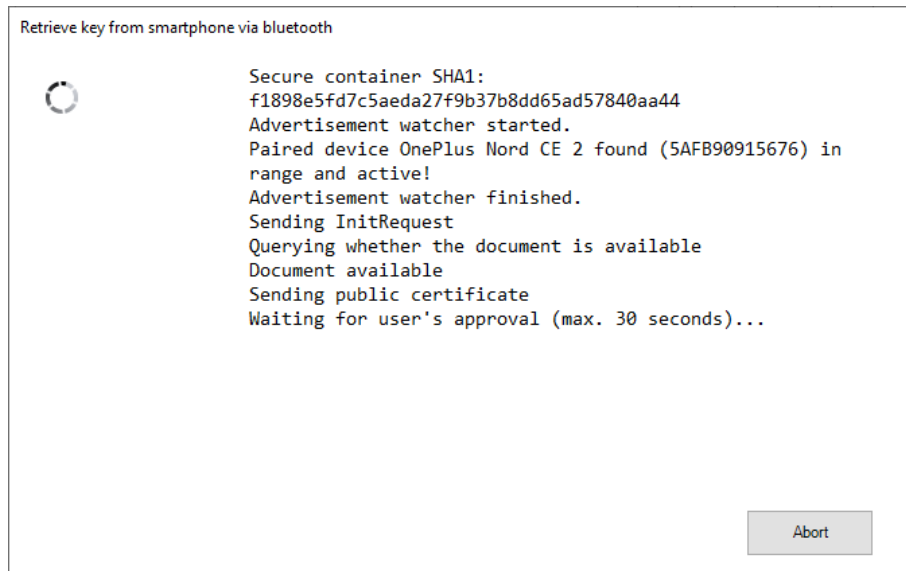 Retrieve key from smartphone via bluetooth
Secure container SHA1:
f1898e5fd7c5aeda27f9b37b8dd65ad57840aa44
Advertisement watcher started.
Paired device OnePlus Nord CE 2 found (5AFB90915676) in
range and active!
Advertisement watcher finished.
Sending InitRequest
Querying whether the document is available
Document available
Sending public certificate
Waiting for user's approval (max. 30 seconds)...
Abort